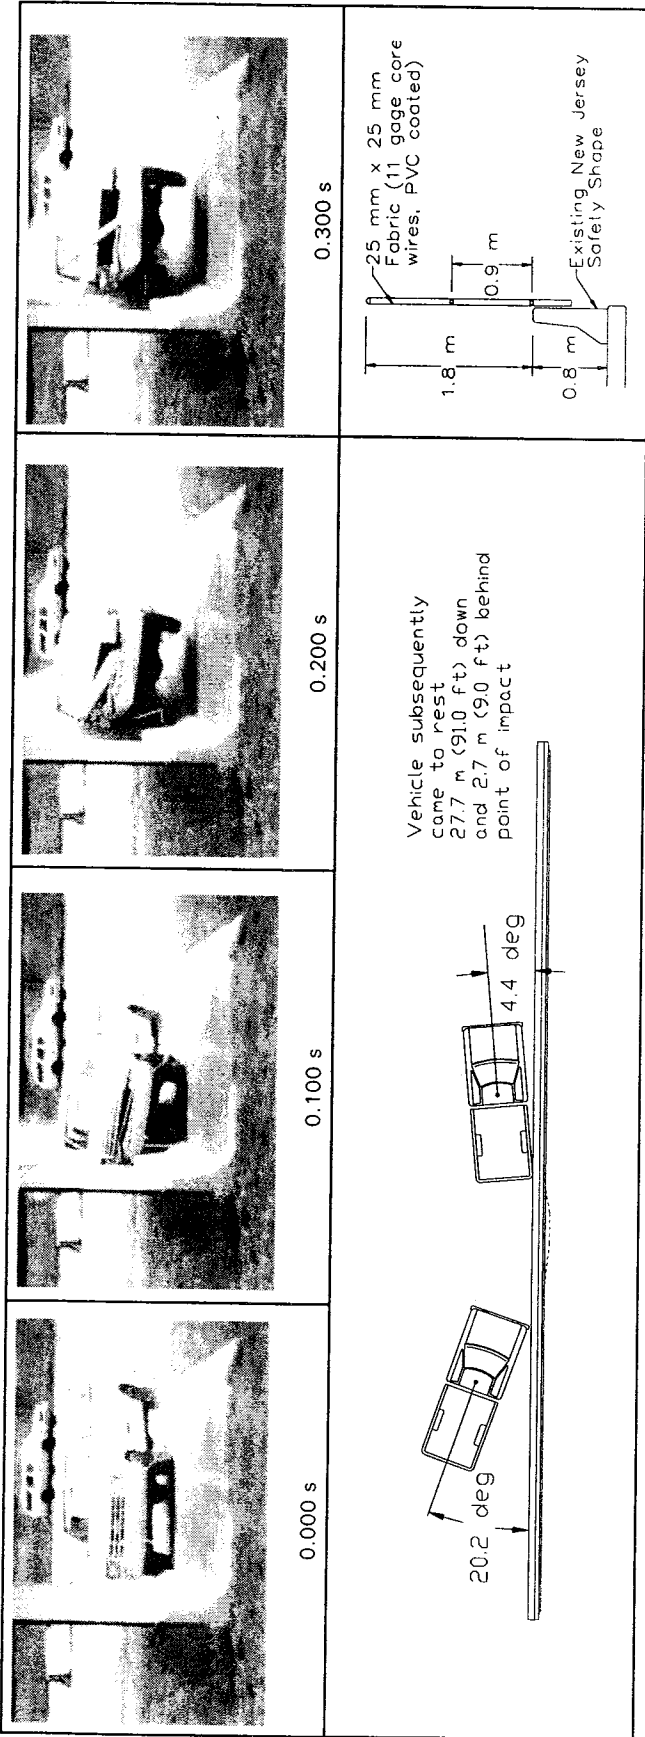 0.000 s
0.100 s
0.200 s
0.300 s
20.2 deg
4.4 deg
Vehicle subsequently
came to rest
27.7 m (91.0 ft) down
and 2.7 m (9.0 ft) behind
point of impact
25 mm x 25 mm
Fabric (11 gage core
wires, PVC coated)
1.8 m
0.9 m
0.8 m
Existing New Jersey
Safety Shape